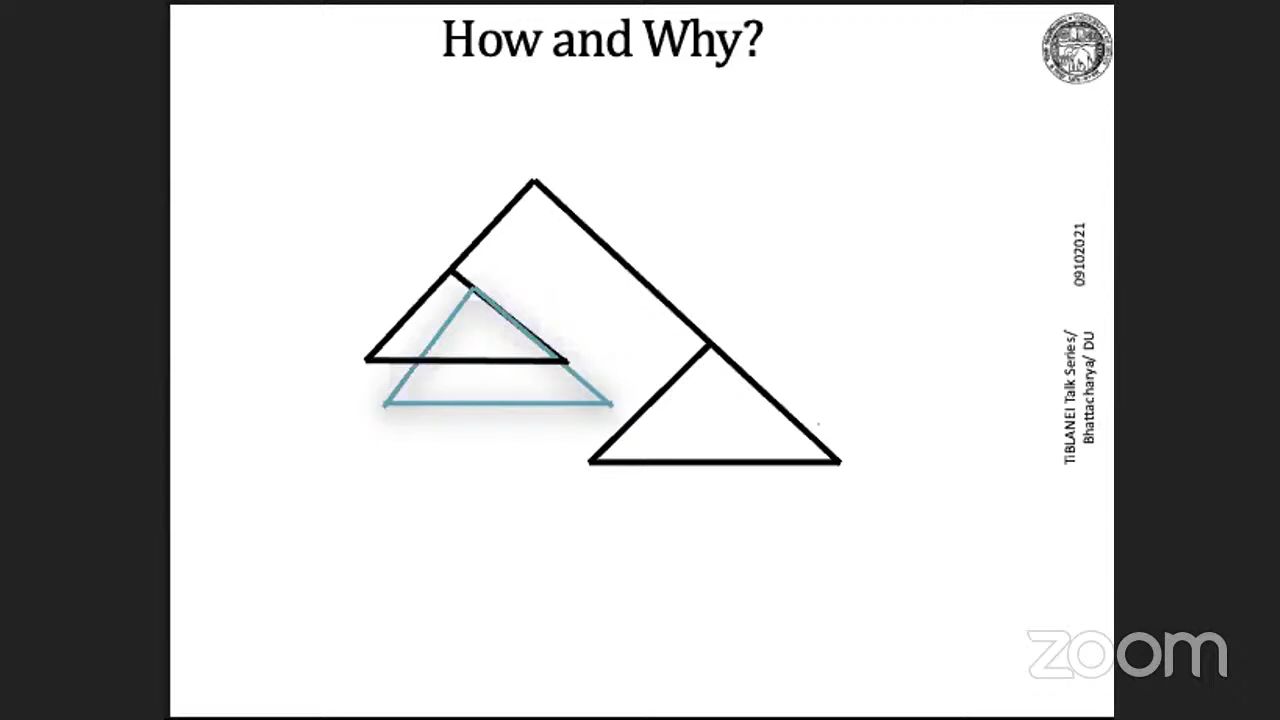 How and Why?
09102021
TiBLANEI Talk Series/
Bhattacharya/ DU
zoom